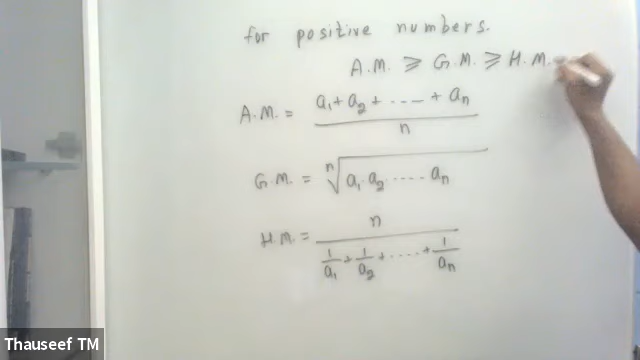 for positive numbers.
A.M. ⩾ G.M. ⩾ H.M.
A.M. = (a₁+a₂+.....+aₙ)/n
G.M. = ⁿ√(a₁.a₂.....aₙ)
H.M. = n/(1/a₁+1/a₂+.....+1/aₙ)
Thauseef TM